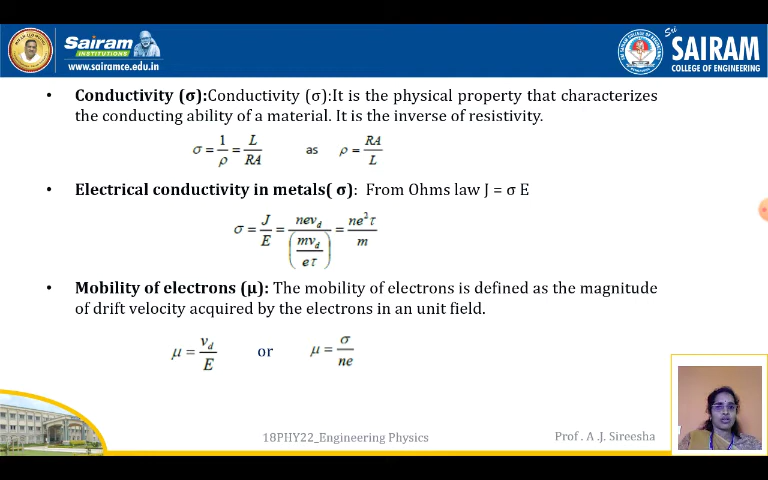 Sairam
INSTITUTIONS
www.sairamce.edu.in
Sri
SAIRAM
COLLEGE OF ENGINEERING
• Conductivity (σ):Conductivity (σ):It is the physical property that characterizes
the conducting ability of a material. It is the inverse of resistivity.
σ = 1/ρ = L/RA as ρ = RA/L
• Electrical conductivity in metals( σ): From Ohms law J = σ E
σ = J/E = nev_d/(mv_d/eτ) = ne²τ/m
• Mobility of electrons (μ): The mobility of electrons is defined as the magnitude
of drift velocity acquired by the electrons in an unit field.
μ = v_d/E or μ = σ/ne
18PHY22_Engineering Physics
Prof . A .J. Sireesha